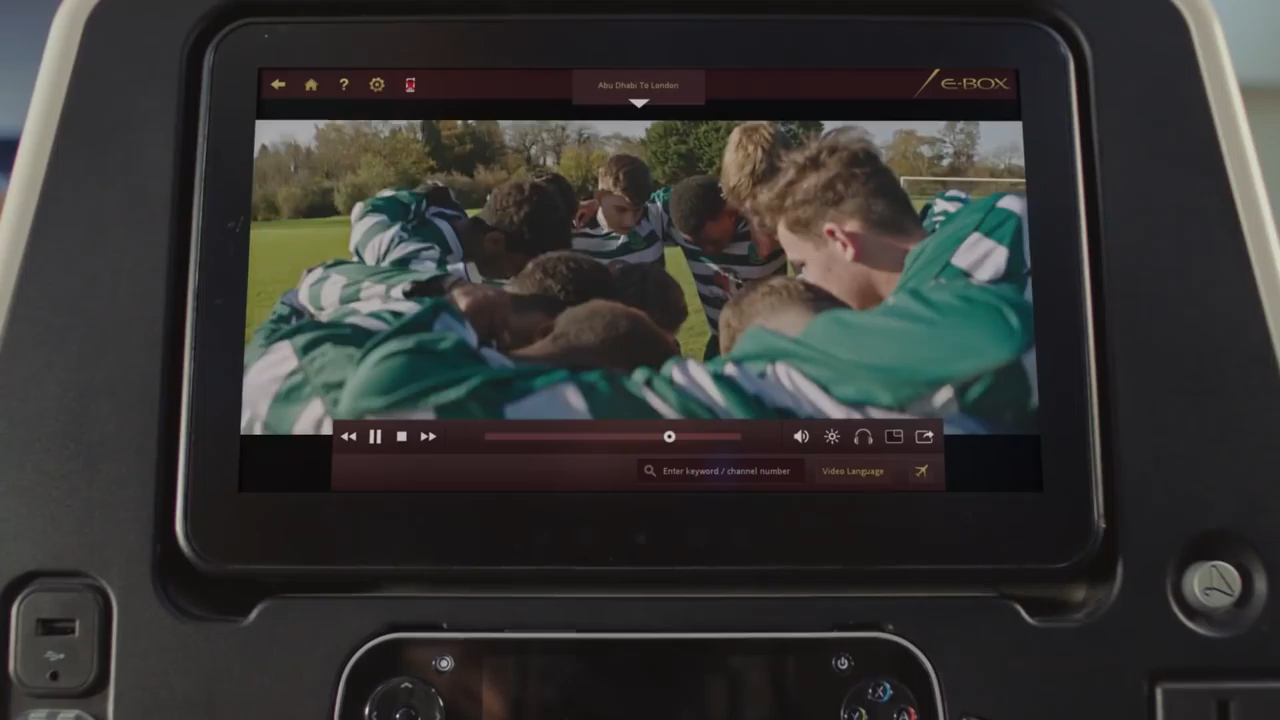 ?
Abu Dhabi To London
E-BOX
Enter keyword / channel number
Video Language
X
Y
A